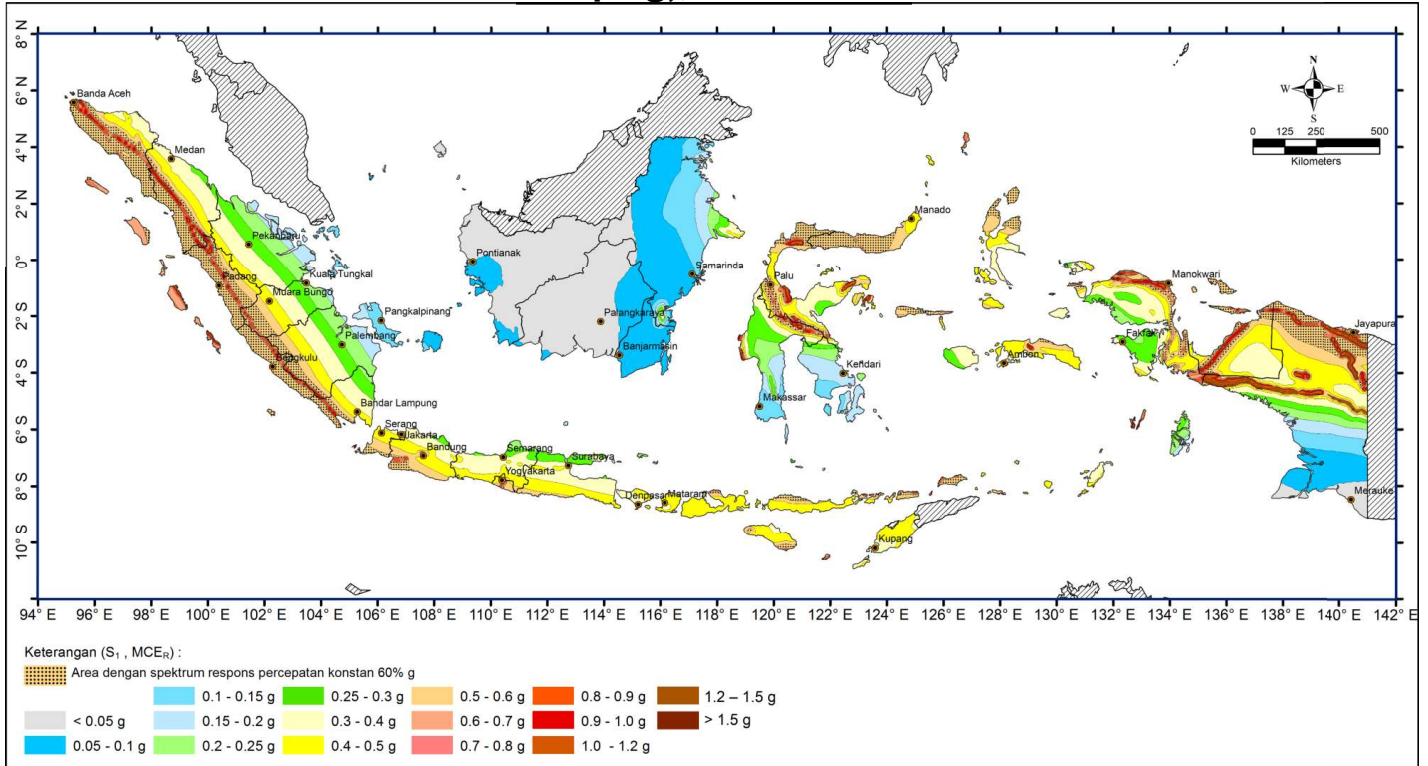 8° N
6° N
4° N
2° N
0°
2° S
4° S
6° S
8° S
10° S
N
W E
S
0 125 250 500
Kilometers
Banda Aceh
Medan
Pekanbaru
Kuala Tungkal
Padang
Muara Bungo
Pangkalpinang
Palembang
Bengkulu
Bandar Lampung
Serang
Jakarta
Bandung
Semarang
Surabaya
Yogyakarta
Denpasar
Mataram
Kupang
Pontianak
Samarinda
Palangkaraya
Banjarmasin
Manado
Palu
Kendari
Makassar
Ambon
Manokwari
Fakfak
Jayapura
Merauke
94° E 96° E 98° E 100° E 102° E 104° E 106° E 108° E 110° E 112° E 114° E 116° E 118° E 120° E 122° E 124° E 126° E 128° E 130° E 132° E 134° E 136° E 138° E 140° E 142° E
Keterangan (S₁ , MCE_R) :
Area dengan spektrum respons percepatan konstan 60% g
0.1 - 0.15 g 0.25 - 0.3 g 0.5 - 0.6 g 0.8 - 0.9 g 1.2 – 1.5 g
< 0.05 g 0.15 - 0.2 g 0.3 - 0.4 g 0.6 - 0.7 g 0.9 - 1.0 g > 1.5 g
0.05 - 0.1 g 0.2 - 0.25 g 0.4 - 0.5 g 0.7 - 0.8 g 1.0 - 1.2 g